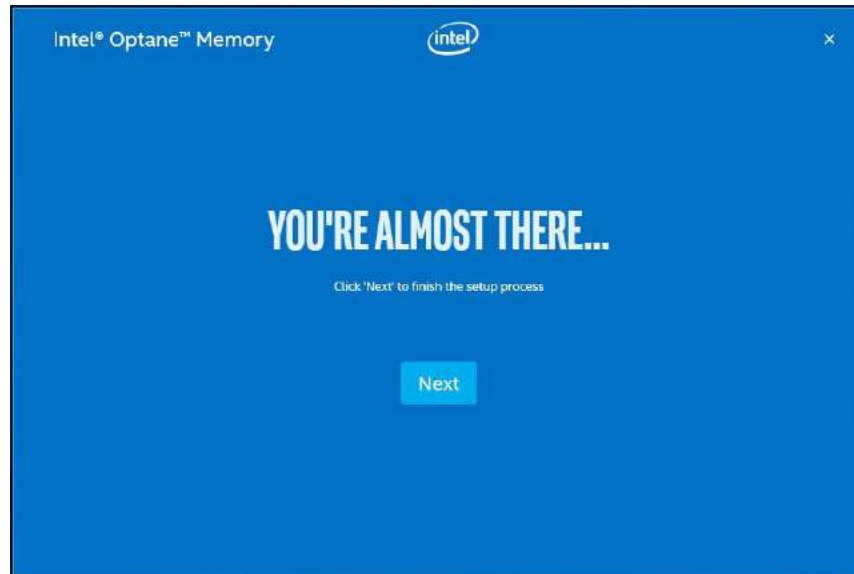 Intel® Optane™ Memory
intel
×
YOU'RE ALMOST THERE...
Click 'Next' to finish the setup process
Next